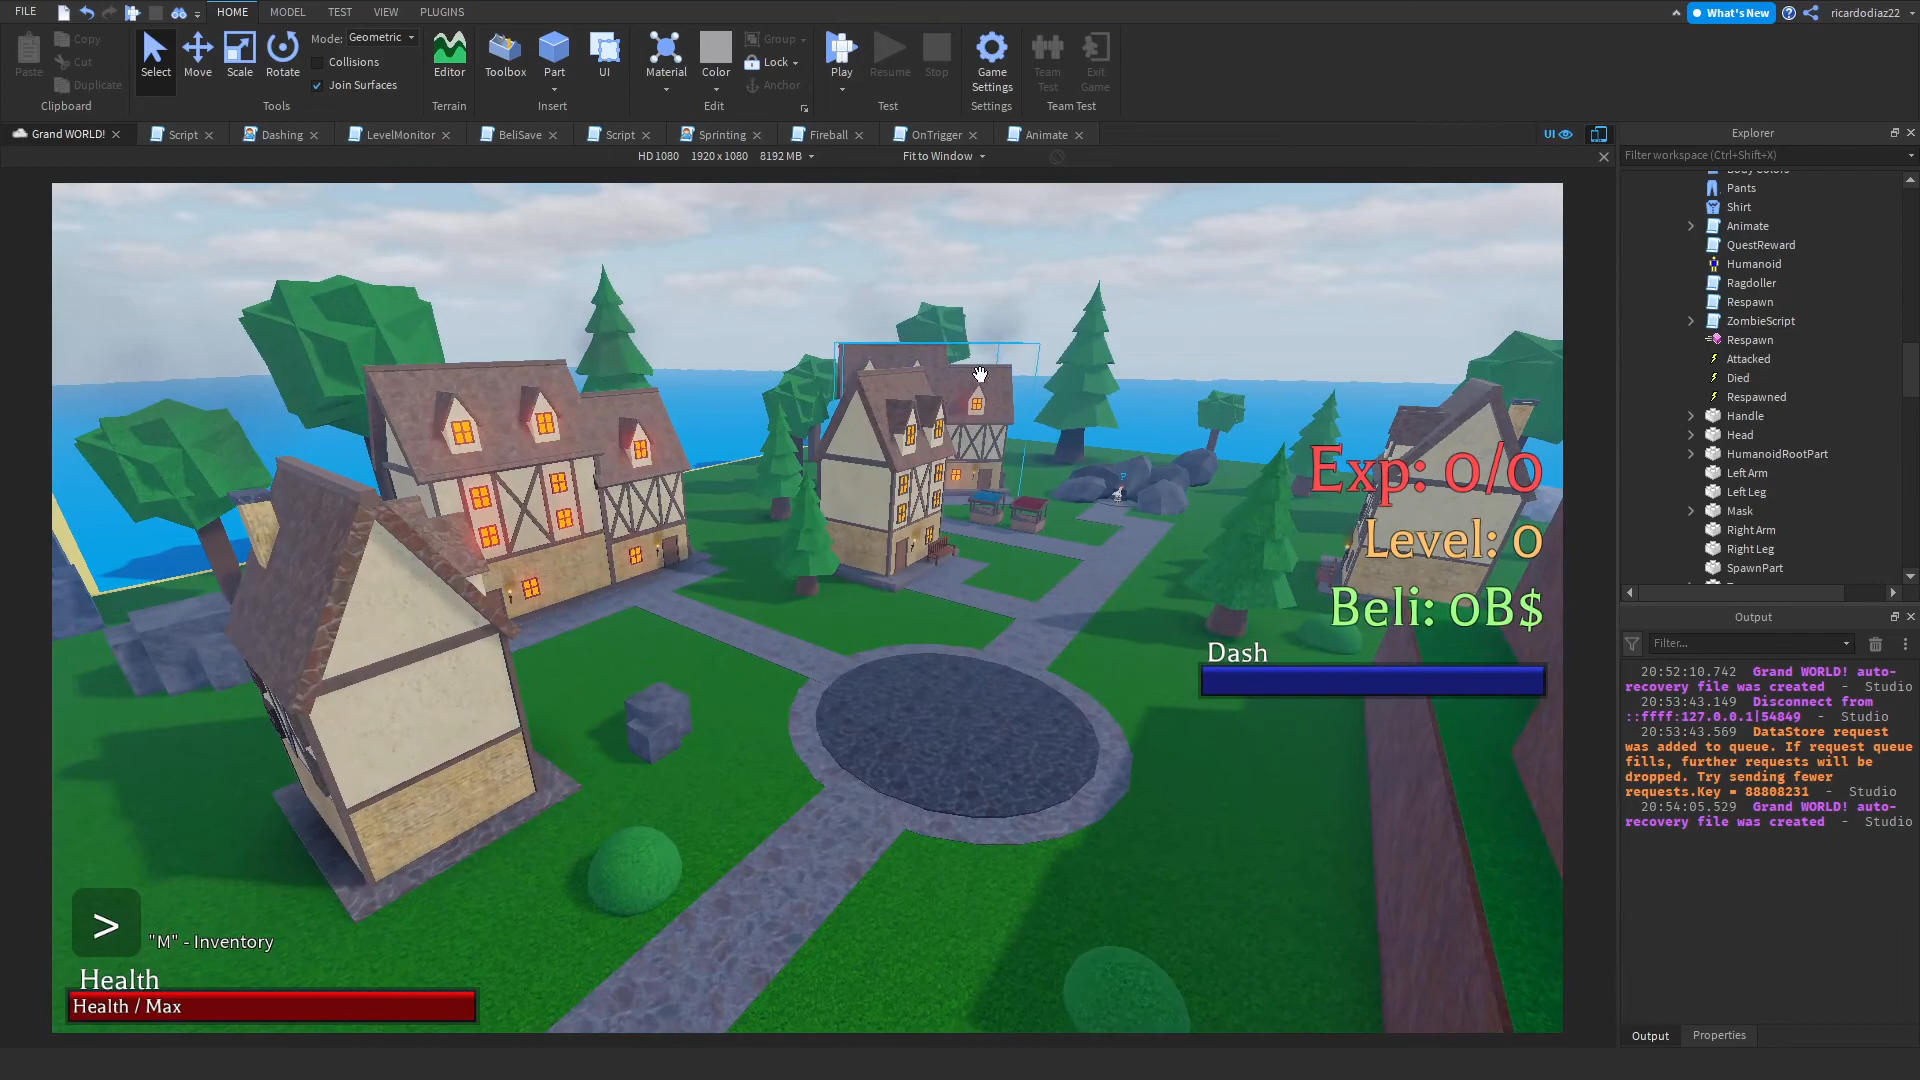 FILE
HOME
MODEL
TEST
VIEW
PLUGINS
What's New
ricardodiaz22
Paste
Copy
Cut
Duplicate
Clipboard
Select
Move
Scale
Rotate
Mode: Geometric
Collisions
Join Surfaces
Tools
Editor
Terrain
Toolbox
Part
UI
Insert
Material
Color
Group
Lock
Anchor
Edit
Play
Resume
Stop
Test
Game
Settings
Settings
Team
Test
Exit
Game
Team Test
Grand WORLD!
Script
Dashing
LevelMonitor
BeliSave
Script
Sprinting
Fireball
OnTrigger
Animate
UI
HD 1080 1920 x 1080 8192 MB
Fit to Window
Exp: 0/0
Level: 0
Beli: 0B$
Dash
>
"M" - Inventory
Health
Health / Max
Explorer
Filter workspace (Ctrl+Shift+X)
Body Colors
Pants
Shirt
Animate
QuestReward
Humanoid
Ragdoller
Respawn
ZombieScript
Respawn
Attacked
Died
Respawned
Handle
Head
HumanoidRootPart
Left Arm
Left Leg
Mask
Right Arm
Right Leg
SpawnPart
Output
Filter...
20:52:10.742 Grand WORLD! auto-
recovery file was created - Studio
20:53:43.149 Disconnect from
::ffff:127.0.0.1|54849 - Studio
20:53:43.569 DataStore request
was added to queue. If request queue
fills, further requests will be
dropped. Try sending fewer
requests.Key = 88808231 - Studio
20:54:05.529 Grand WORLD! auto-
recovery file was created - Studio
Output
Properties